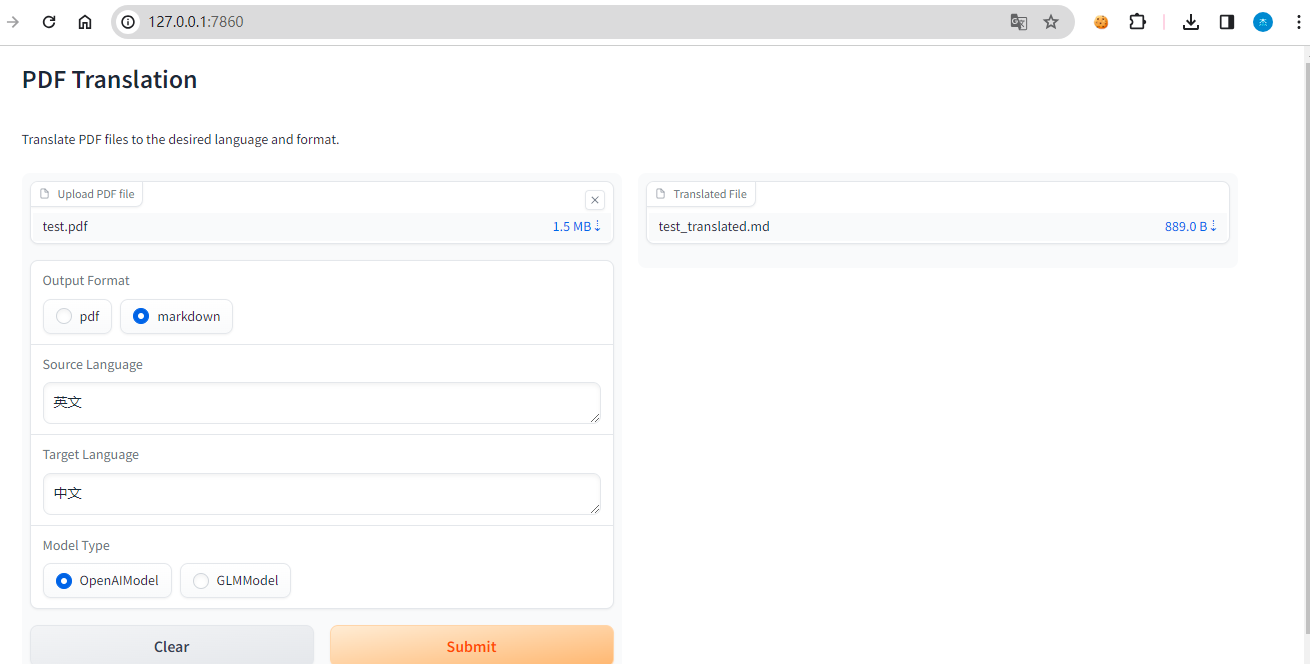 127.0.0.1:7860
PDF Translation
Translate PDF files to the desired language and format.
Upload PDF file
test.pdf
1.5 MB ⇣
Output Format
pdf
markdown
Source Language
英文
Target Language
中文
Model Type
OpenAIModel
GLMModel
Clear
Submit
Translated File
test_translated.md
889.0 B ⇣